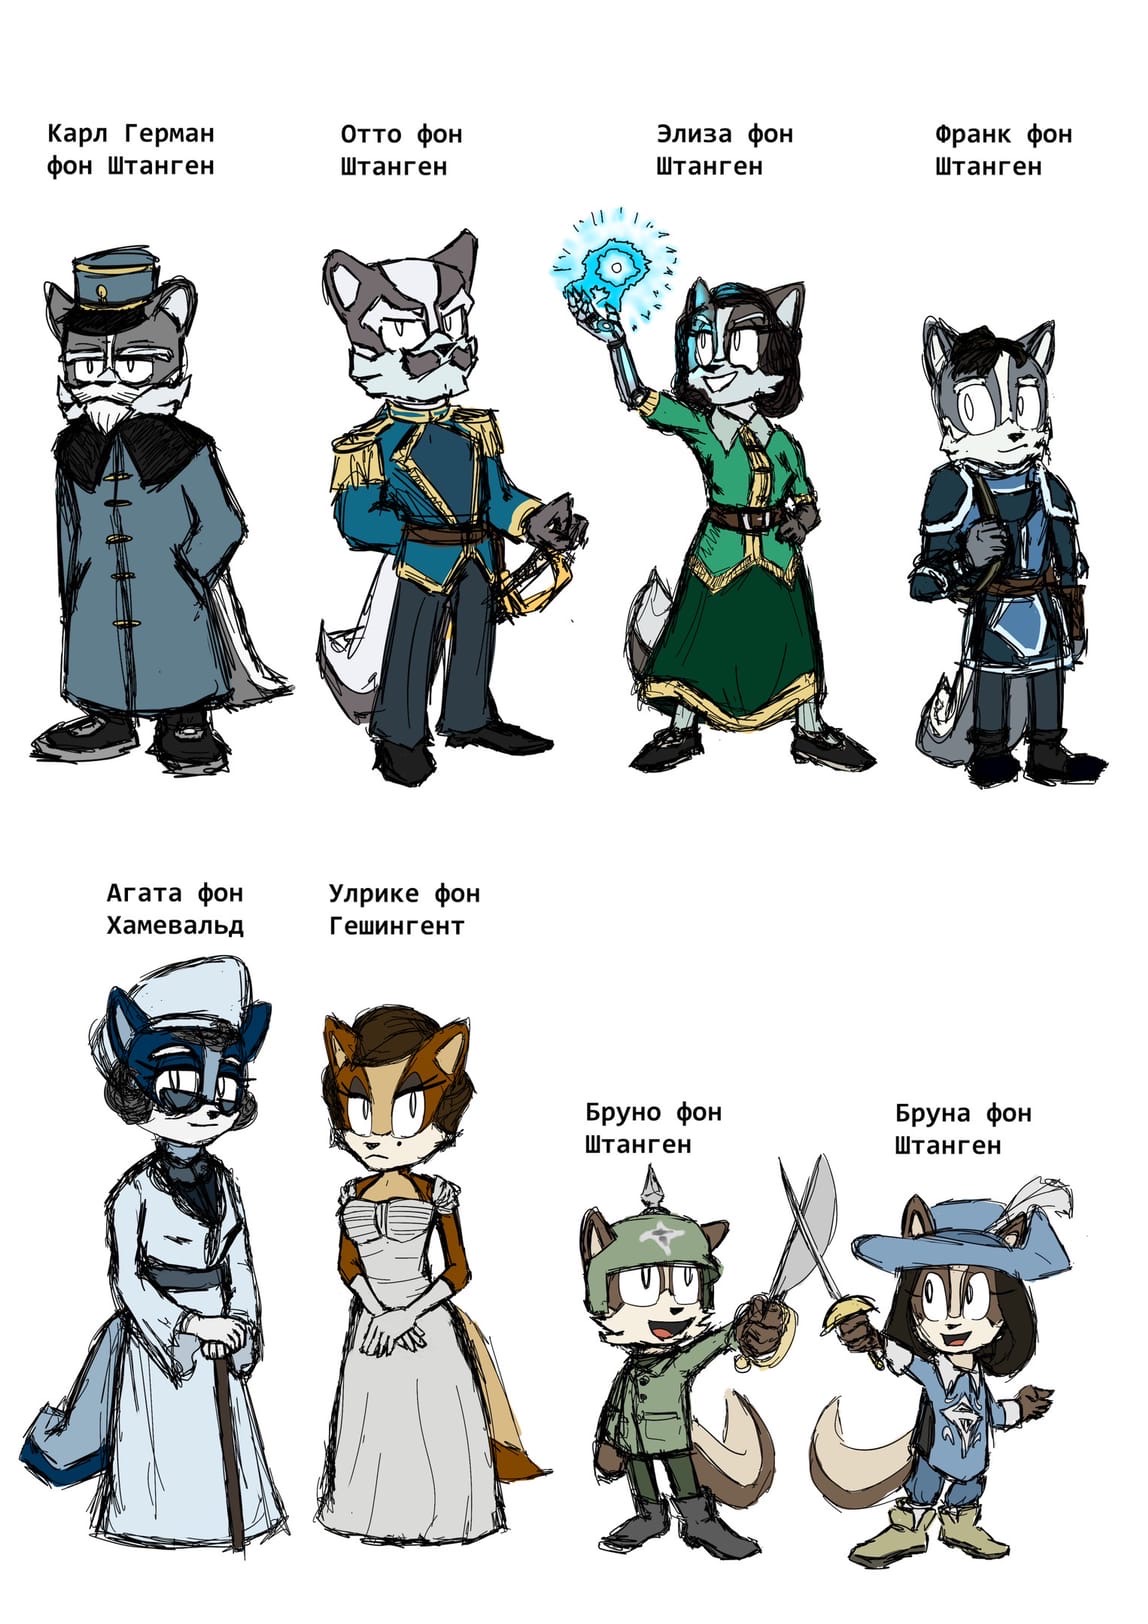 Карл Герман
фон Штанген
Отто фон
Штанген
Элиза фон
Штанген
Франк фон
Штанген
Агата фон
Хамевальд
Улрике фон
Гешингент
Бруно фон
Штанген
Бруна фон
Штанген